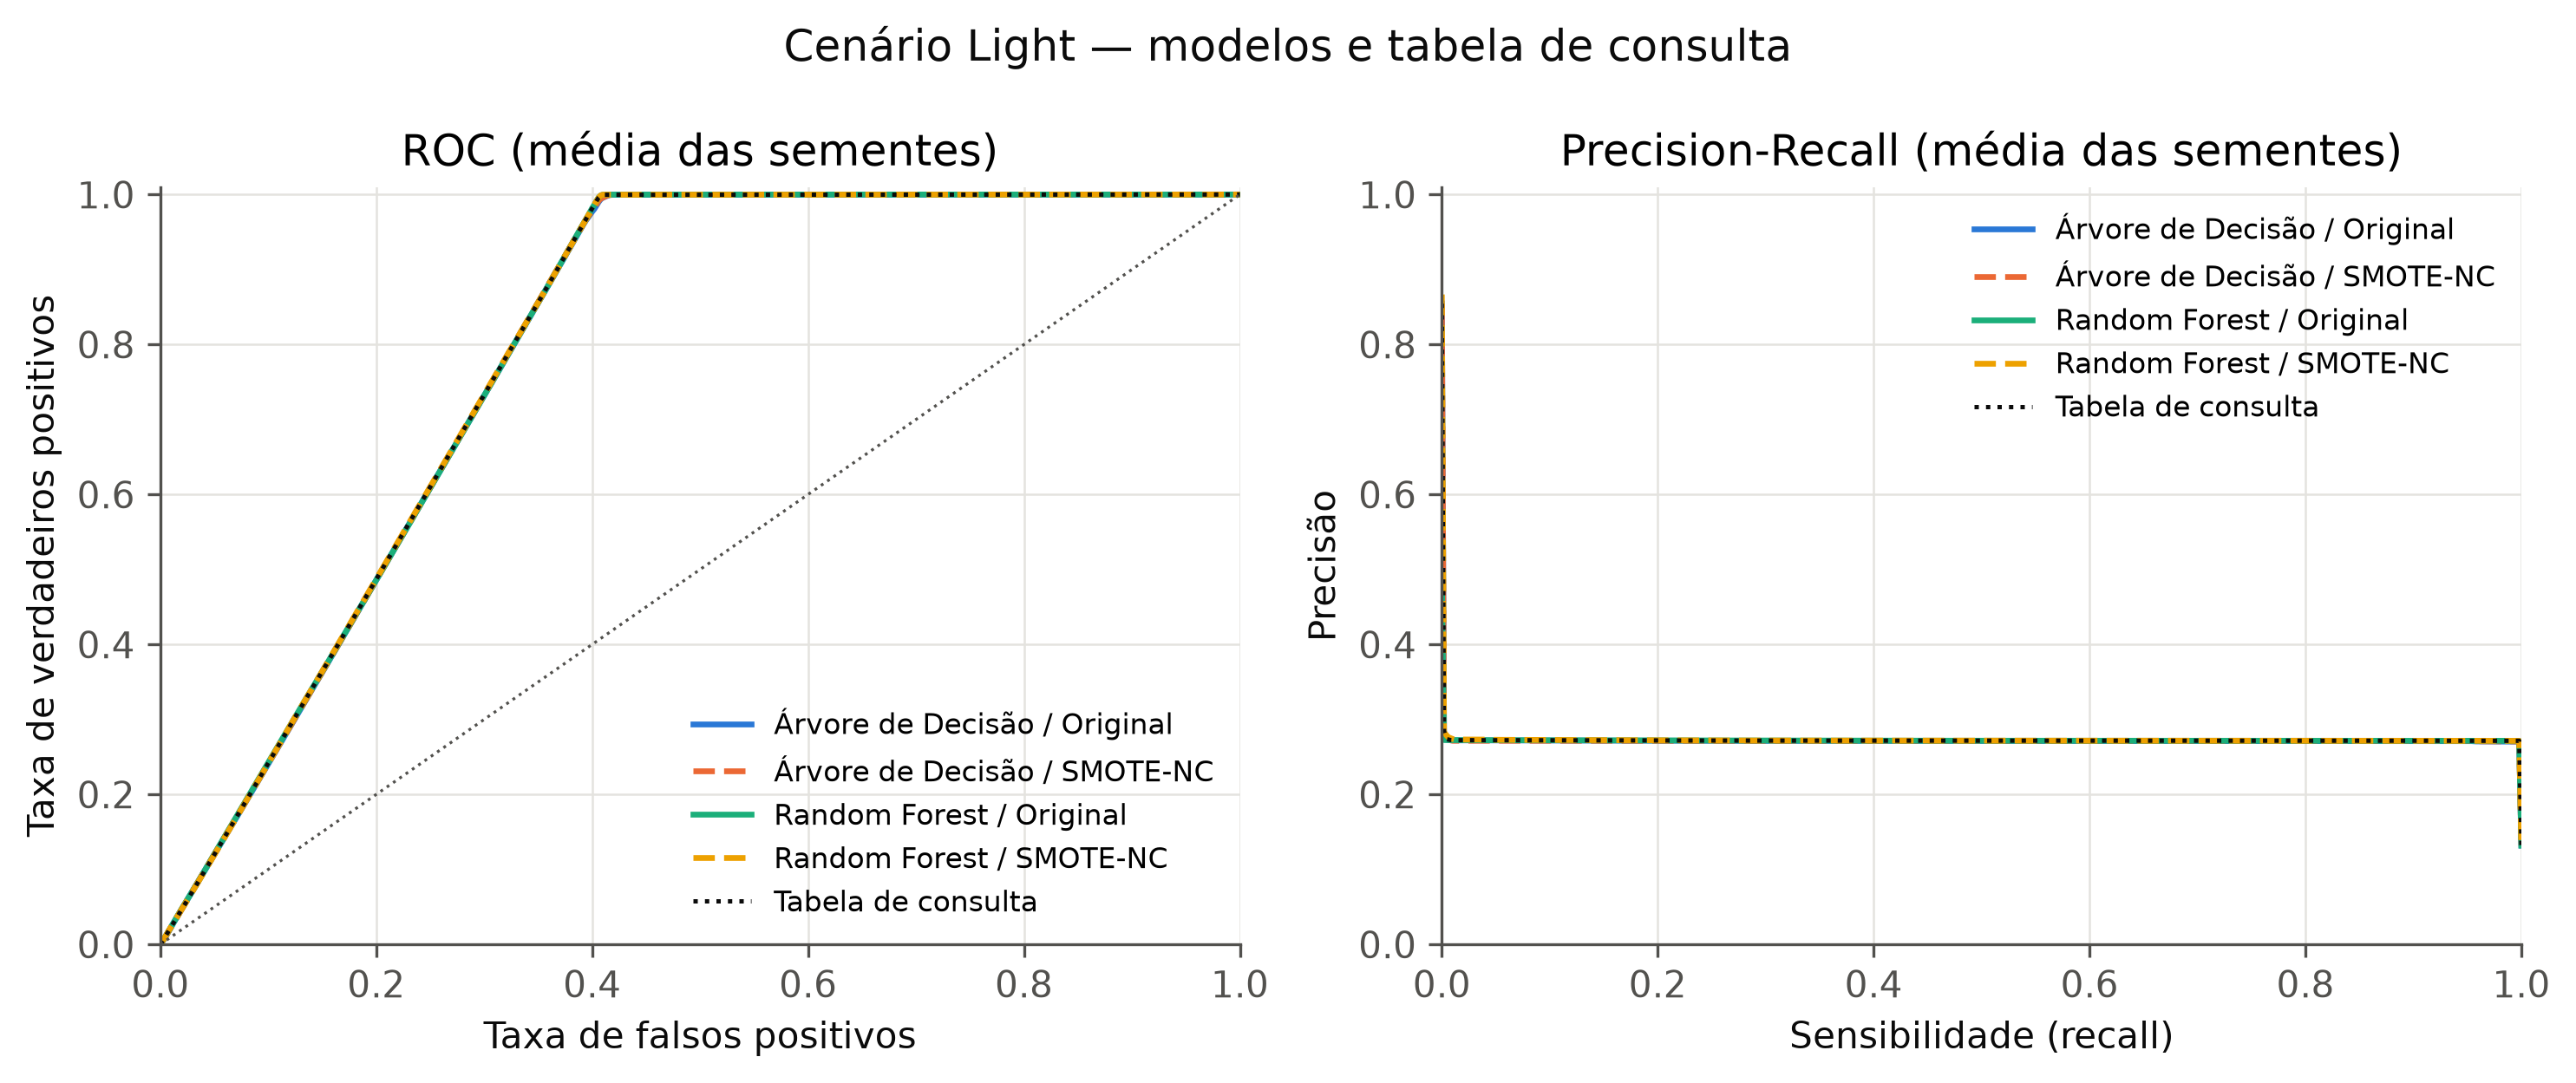 Cenário Light — modelos e tabela de consulta
ROC (média das sementes)
Taxa de verdadeiros positivos
1.0
0.8
0.6
0.4
0.2
0.0
0.0 0.2 0.4 0.6 0.8 1.0
Taxa de falsos positivos
Árvore de Decisão / Original
Árvore de Decisão / SMOTE-NC
Random Forest / Original
Random Forest / SMOTE-NC
Tabela de consulta
Precision-Recall (média das sementes)
Precisão
1.0
0.8
0.6
0.4
0.2
0.0
0.0 0.2 0.4 0.6 0.8 1.0
Sensibilidade (recall)
Árvore de Decisão / Original
Árvore de Decisão / SMOTE-NC
Random Forest / Original
Random Forest / SMOTE-NC
Tabela de consulta